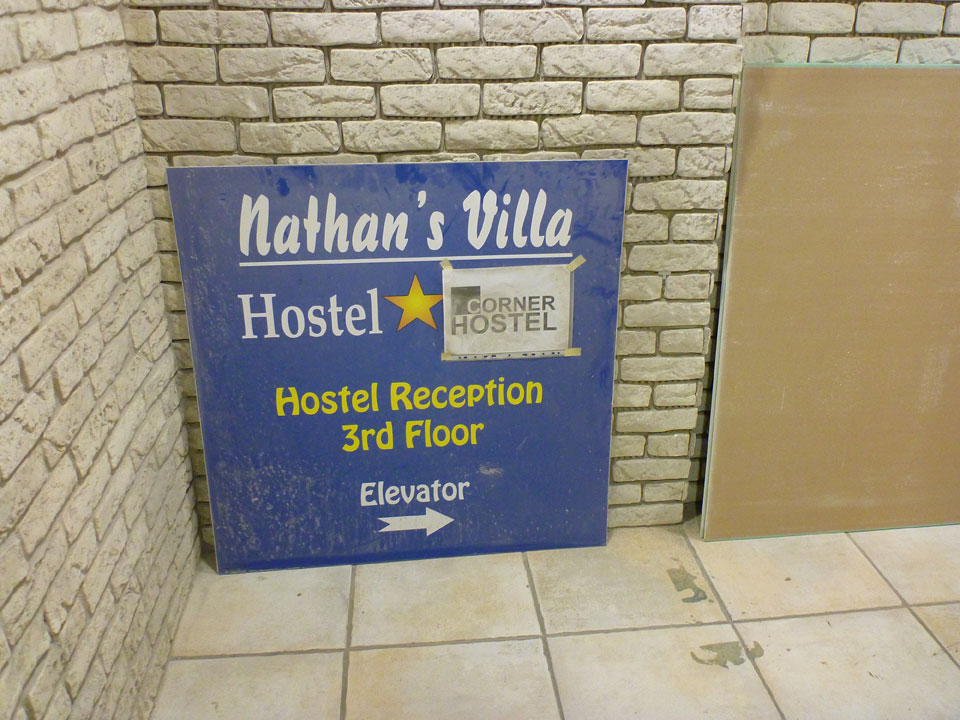 Nathan's Villa
Hostel
CORNER
HOSTEL
Hostel Reception
3rd Floor
Elevator